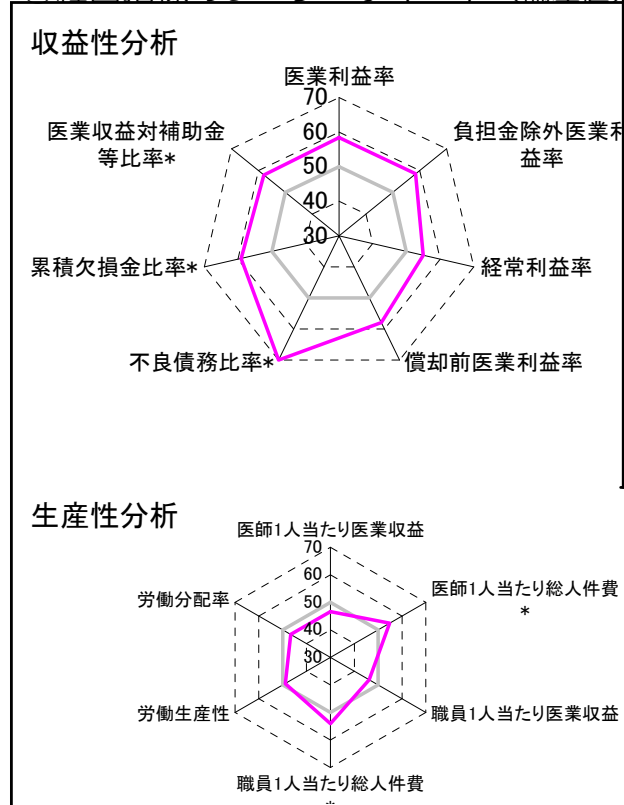 収益性分析
医業利益率
70
60
50
40
30
医業収益対補助金
等比率*
負担金除外医業利
益率
累積欠損金比率*
経常利益率
不良債務比率*
償却前医業利益率
生産性分析
医師1人当たり医業収益
70
60
50
40
30
労働分配率
医師1人当たり総人件費
*
労働生産性
職員1人当たり医業収益
職員1人当たり総人件費
*